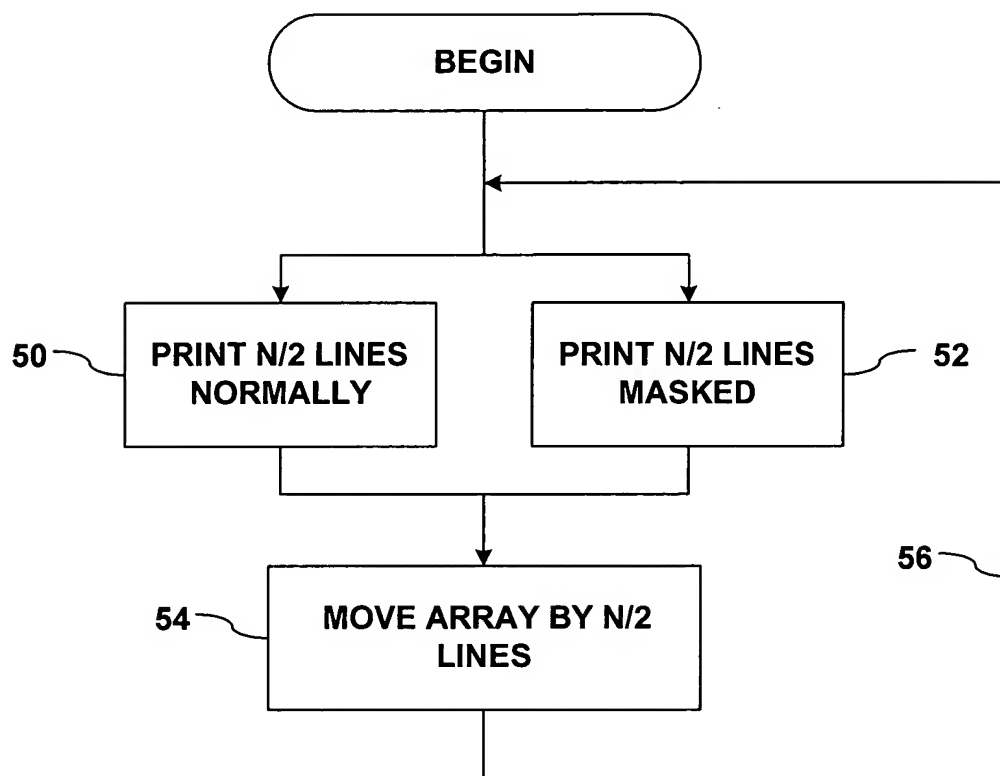 BEGIN
50
PRINT N/2 LINES
NORMALLY
PRINT N/2 LINES
MASKED
52
54
MOVE ARRAY BY N/2
LINES
56